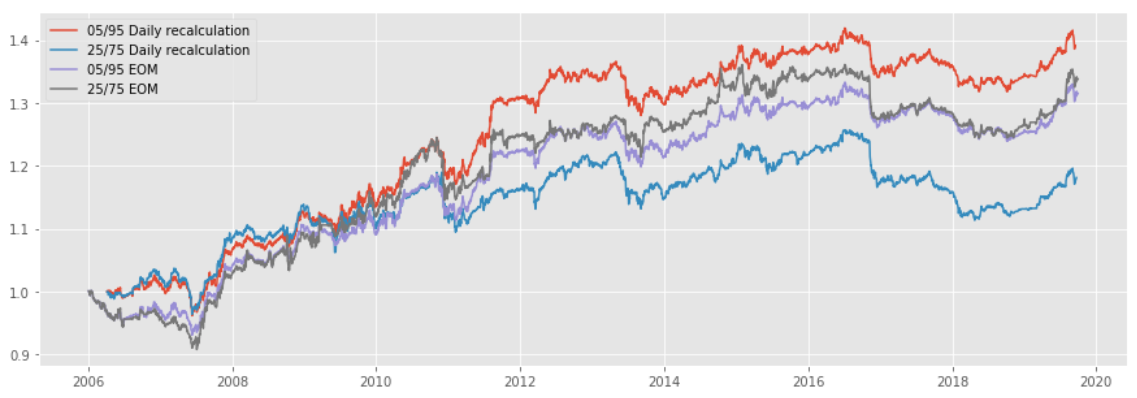 05/95 Daily recalculation
25/75 Daily recalculation
05/95 EOM
25/75 EOM
1.4
1.3
1.2
1.1
1.0
0.9
2006 2008 2010 2012 2014 2016 2018 2020